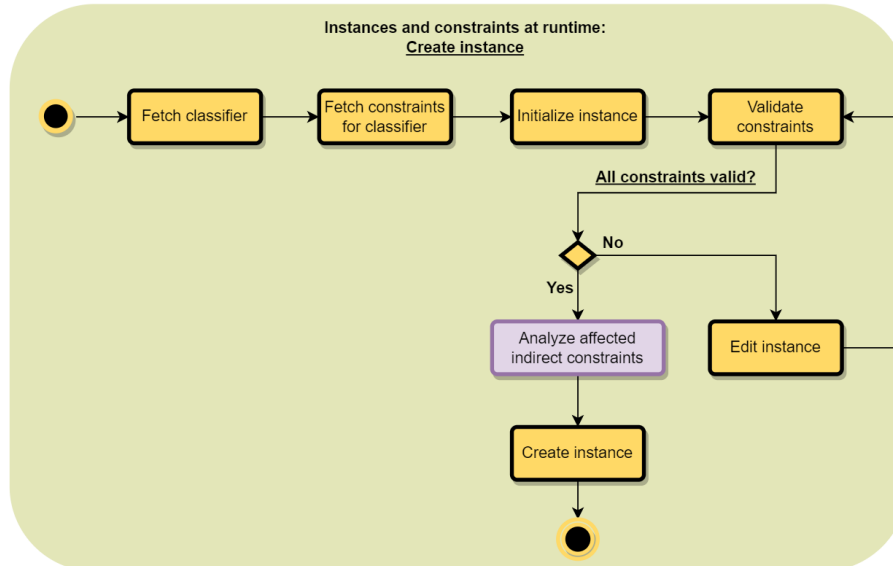 Instances and constraints at runtime:
Create instance
Fetch classifier
Fetch constraints
for classifier
Initialize instance
Validate
constraints
All constraints valid?
No
Yes
Analyze affected
indirect constraints
Edit instance
Create instance